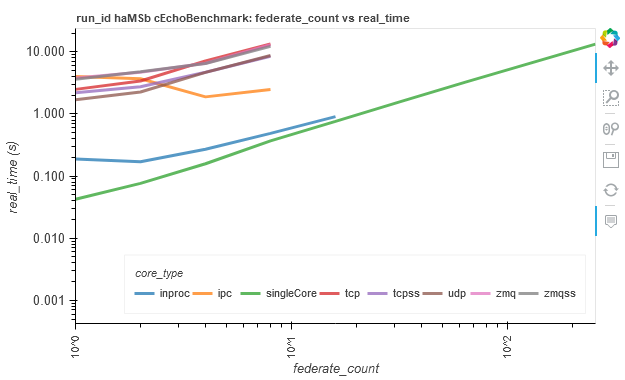 run_id haMSb cEchoBenchmark: federate_count vs real_time
10.000
1.000
0.100
0.010
0.001
real_time (s)
core_type
inproc ipc singleCore tcp tcpss udp zmq zmqss
10^0 10^1 10^2
federate_count